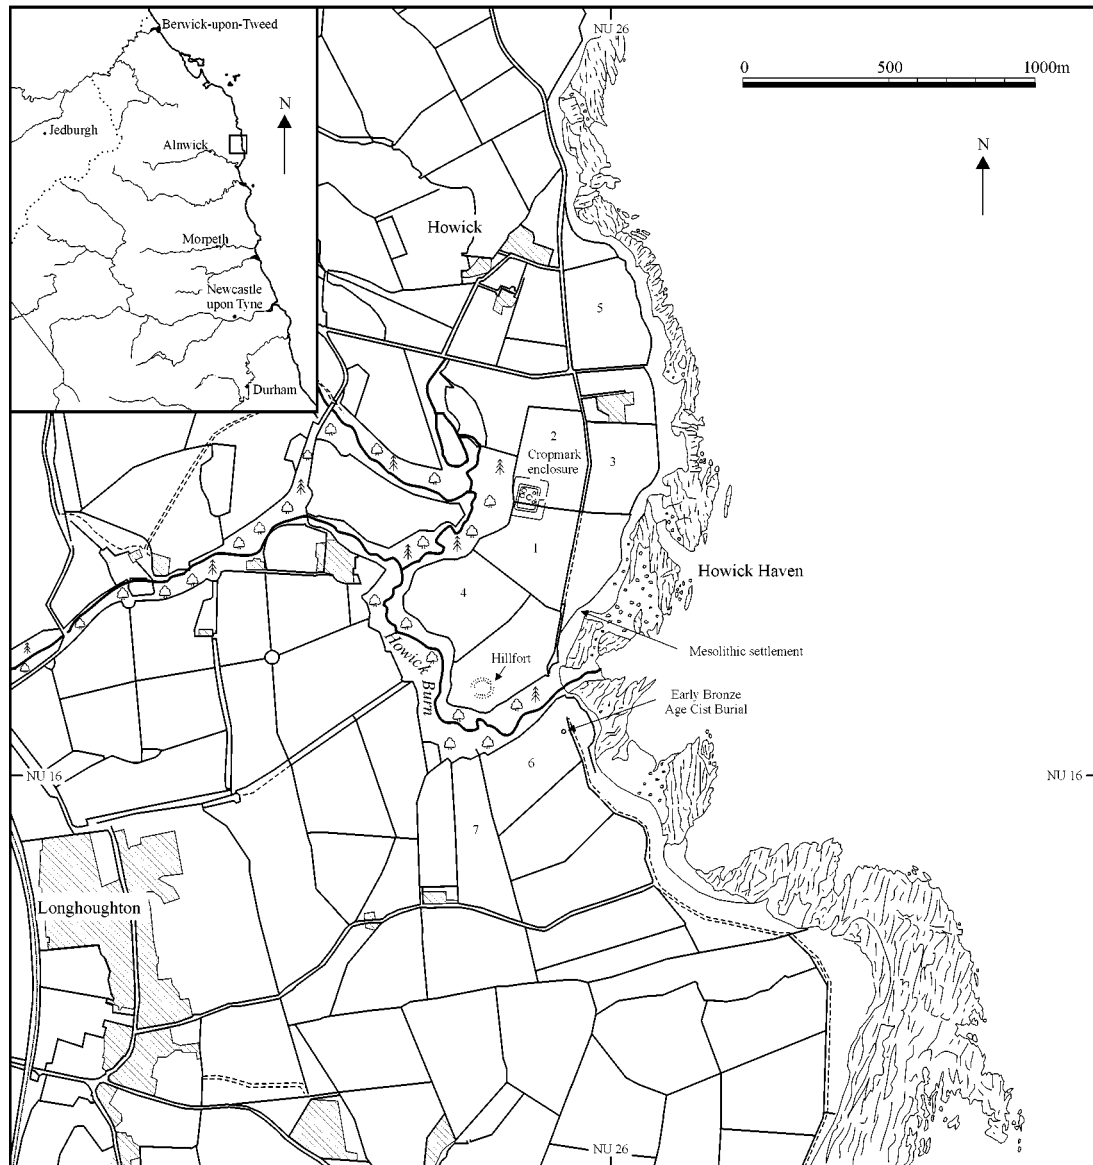 Berwick-upon-Tweed
N
Jedburgh
Alnwick
Morpeth
Newcastle
upon Tyne
Durham
NU 26
0
500
1000m
N
Howick
5
2
Cropmark
enclosure
3
1
Howick Haven
4
Mesolithic settlement
Hillfort
Howick Burn
Early Bronze
Age Cist Burial
6
NU 16
NU 16
7
Longhoughton
NU 26